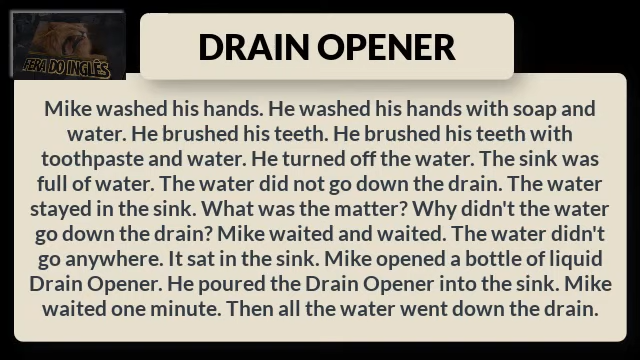 FERA DO INGLÊS
DRAIN OPENER
Mike washed his hands. He washed his hands with soap and
water. He brushed his teeth. He brushed his teeth with
toothpaste and water. He turned off the water. The sink was
full of water. The water did not go down the drain. The water
stayed in the sink. What was the matter? Why didn't the water
go down the drain? Mike waited and waited. The water didn't
go anywhere. It sat in the sink. Mike opened a bottle of liquid
Drain Opener. He poured the Drain Opener into the sink. Mike
waited one minute. Then all the water went down the drain.